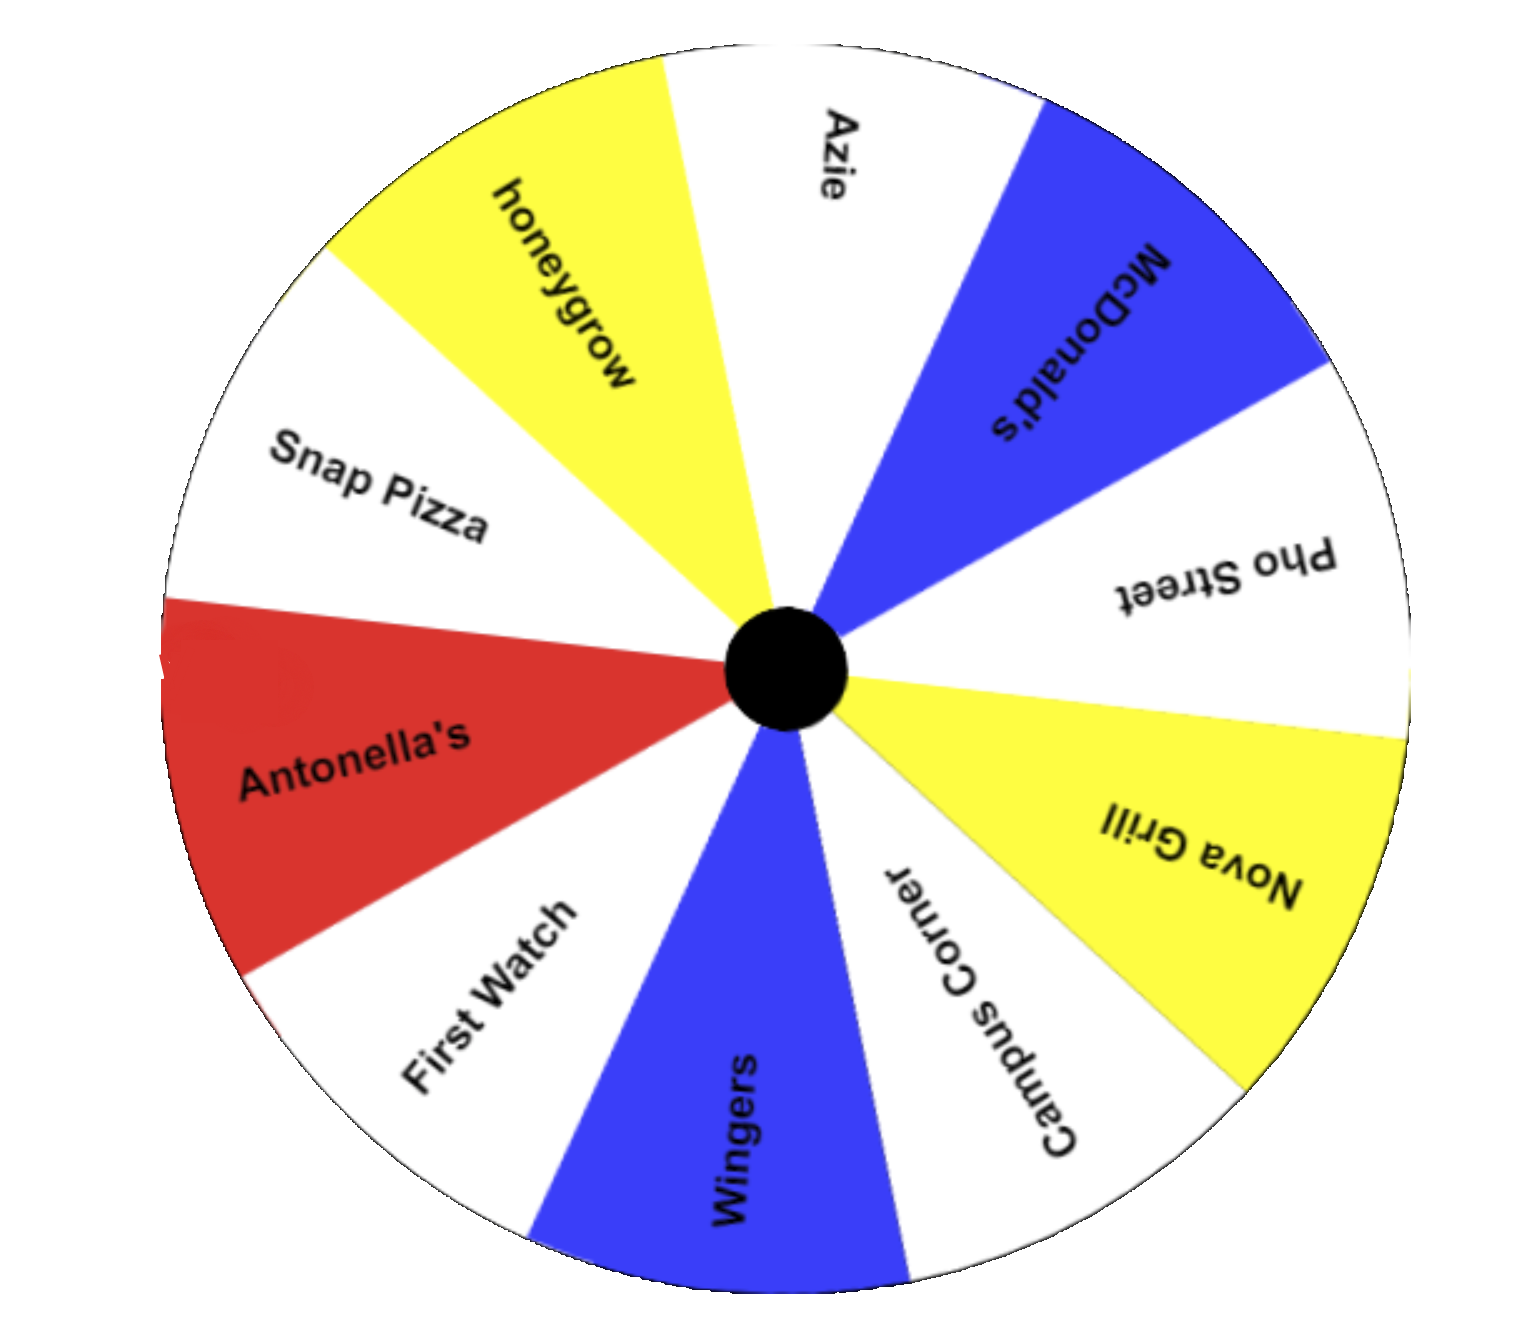 Azie
McDonald's
Pho Street
Nova Grill
Campus Corner
Wingers
First Watch
Antonella's
Snap Pizza
honeygrow